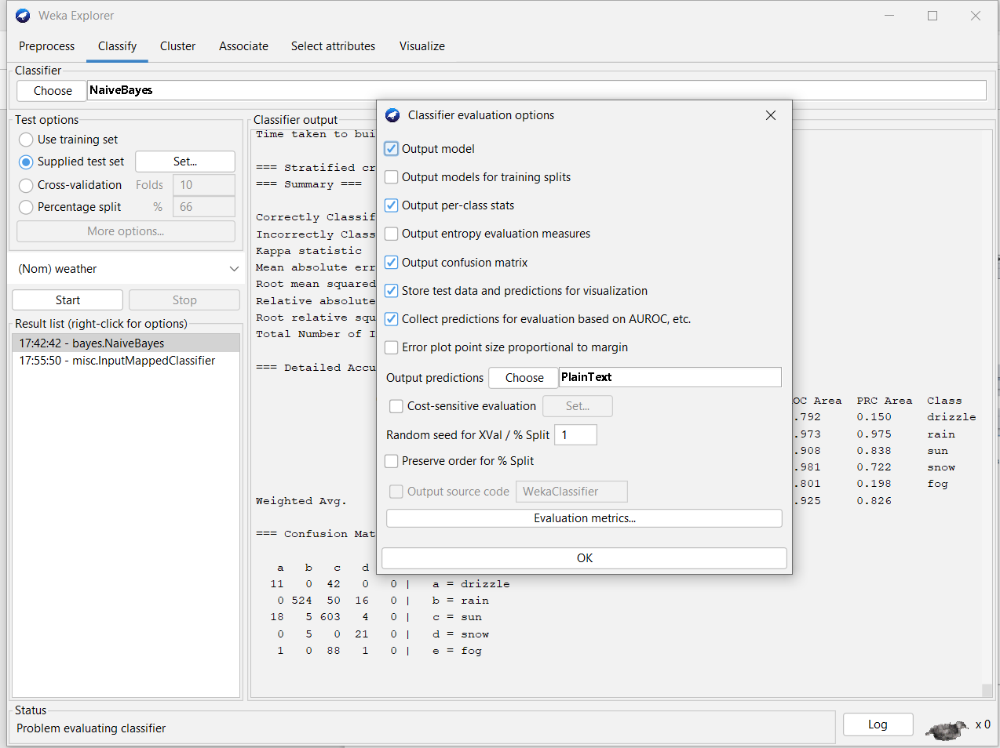 Weka Explorer
Preprocess Classify Cluster Associate Select attributes Visualize
Classifier
Choose NaiveBayes
Test options
Use training set
Supplied test set Set...
Cross-validation Folds 10
Percentage split % 66
More options...
(Nom) weather
Start Stop
Result list (right-click for options)
17:42:42 - bayes.NaiveBayes
17:55:50 - misc.InputMappedClassifier
Classifier output
Time taken to bui
=== Stratified cr
=== Summary ===
Correctly Classif
Incorrectly Class
Kappa statistic
Mean absolute err
Root mean squared
Relative absolute
Root relative squ
Total Number of I
=== Detailed Accu
OC Area PRC Area Class
.792 0.150 drizzle
.973 0.975 rain
.908 0.838 sun
.981 0.722 snow
.801 0.198 fog
Weighted Avg. .925 0.826
=== Confusion Mat
a b c d
11 0 42 0 0 | a = drizzle
0 524 50 16 0 | b = rain
18 5 603 4 0 | c = sun
0 5 0 21 0 | d = snow
1 0 88 1 0 | e = fog
Classifier evaluation options
Output model
Output models for training splits
Output per-class stats
Output entropy evaluation measures
Output confusion matrix
Store test data and predictions for visualization
Collect predictions for evaluation based on AUROC, etc.
Error plot point size proportional to margin
Output predictions Choose PlainText
Cost-sensitive evaluation Set...
Random seed for XVal / % Split 1
Preserve order for % Split
Output source code WekaClassifier
Evaluation metrics...
OK
Status
Problem evaluating classifier
Log x 0